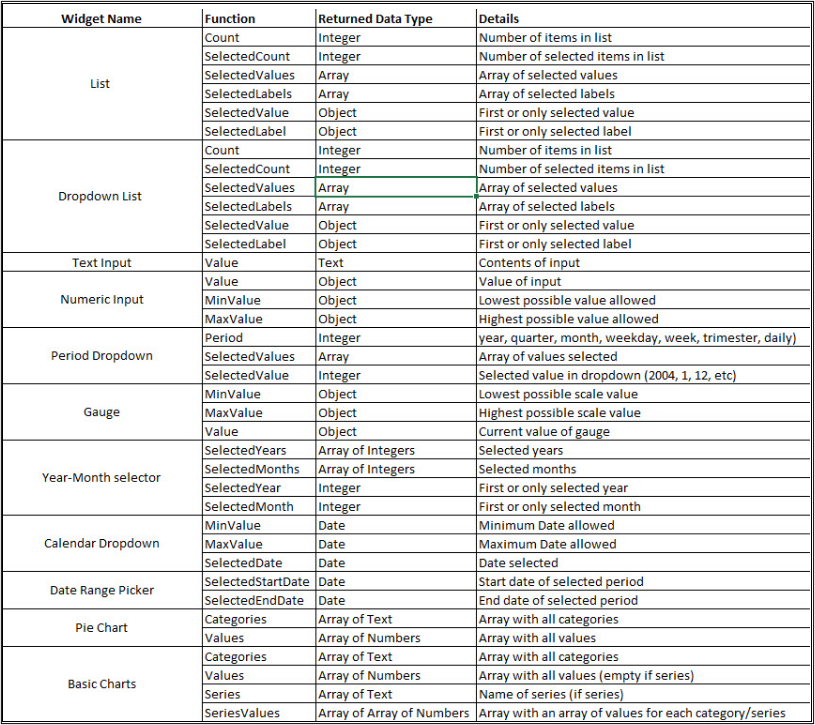 Widget Name Function Returned Data Type Details
List Count Integer Number of items in list
SelectedCount Integer Number of selected items in list
SelectedValues Array Array of selected values
SelectedLabels Array Array of selected labels
SelectedValue Object First or only selected value
SelectedLabel Object First or only selected label
Dropdown List Count Integer Number of items in list
SelectedCount Integer Number of selected items in list
SelectedValues Array Array of selected values
SelectedLabels Array Array of selected labels
SelectedValue Object First or only selected value
SelectedLabel Object First or only selected label
Text Input Value Text Contents of input
Numeric Input Value Object Value of input
MinValue Object Lowest possible value allowed
MaxValue Object Highest possible value allowed
Period Dropdown Period Integer year, quarter, month, weekday, week, trimester, daily)
SelectedValues Array Array of values selected
SelectedValue Integer Selected value in dropdown (2004, 1, 12, etc)
Gauge MinValue Object Lowest possible scale value
MaxValue Object Highest possible scale value
Value Object Current value of gauge
Year-Month selector SelectedYears Array of Integers Selected years
SelectedMonths Array of Integers Selected months
SelectedYear Integer First or only selected year
SelectedMonth Integer First or only selected month
Calendar Dropdown MinValue Date Minimum Date allowed
MaxValue Date Maximum Date allowed
SelectedDate Date Date selected
Date Range Picker SelectedStartDate Date Start date of selected period
SelectedEndDate Date End date of selected period
Pie Chart Categories Array of Text Array with all categories
Values Array of Numbers Array with all values
Basic Charts Categories Array of Text Array with all categories
Values Array of Numbers Array with all values (empty if series)
Series Array of Text Name of series (if series)
SeriesValues Array of Array of Numbers Array with an array of values for each category/series